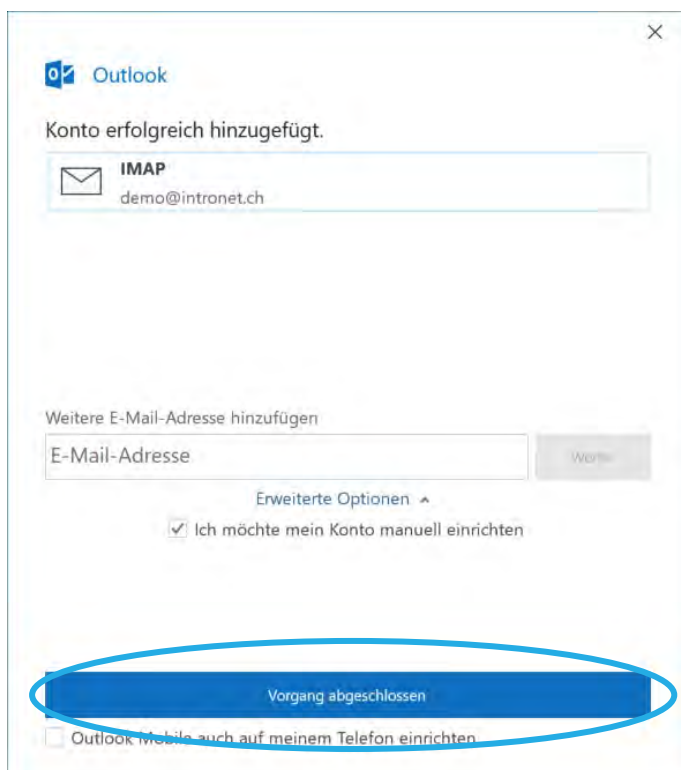 Outlook
Konto erfolgreich hinzugefügt.
IMAP
demo@intronet.ch
Weitere E-Mail-Adresse hinzufügen
E-Mail-Adresse
Weiter
Erweiterte Optionen
Ich möchte mein Konto manuell einrichten
Vorgang abgeschlossen
Outlook Mobile auch auf meinem Telefon einrichten